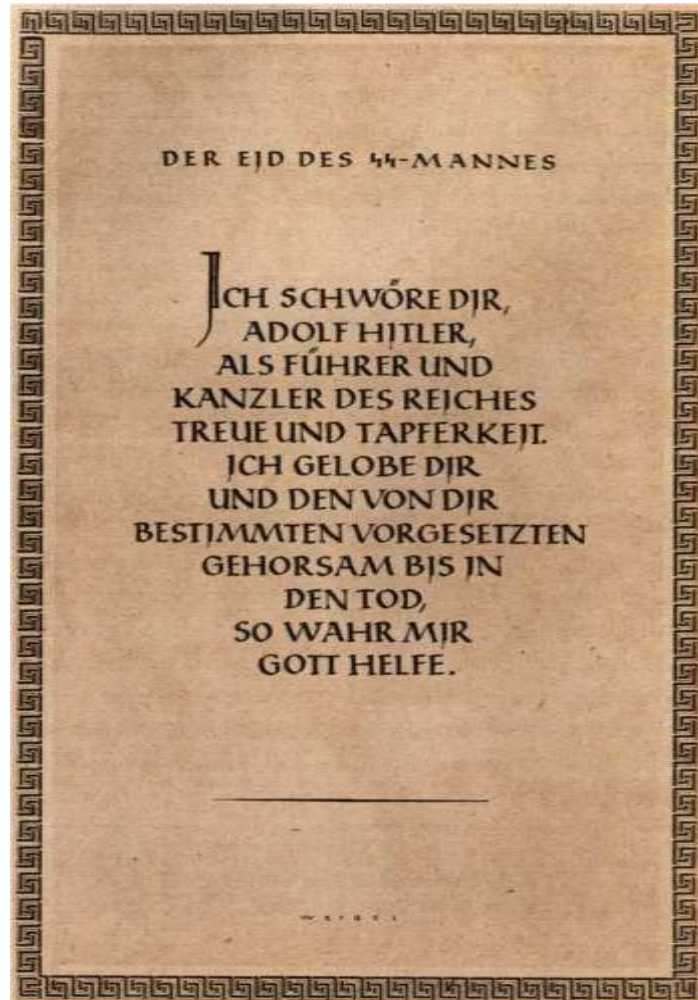 DER EID DES SS-MANNES
ICH SCHWÖRE DIR,
ADOLF HITLER,
ALS FÜHRER UND
KANZLER DES REICHES
TREUE UND TAPFERKEIT.
ICH GELOBE DIR
UND DEN VON DIR
BESTIMMTEN VORGESETZTEN
GEHORSAM BIS IN
DEN TOD,
SO WAHR MIR
GOTT HELFE.